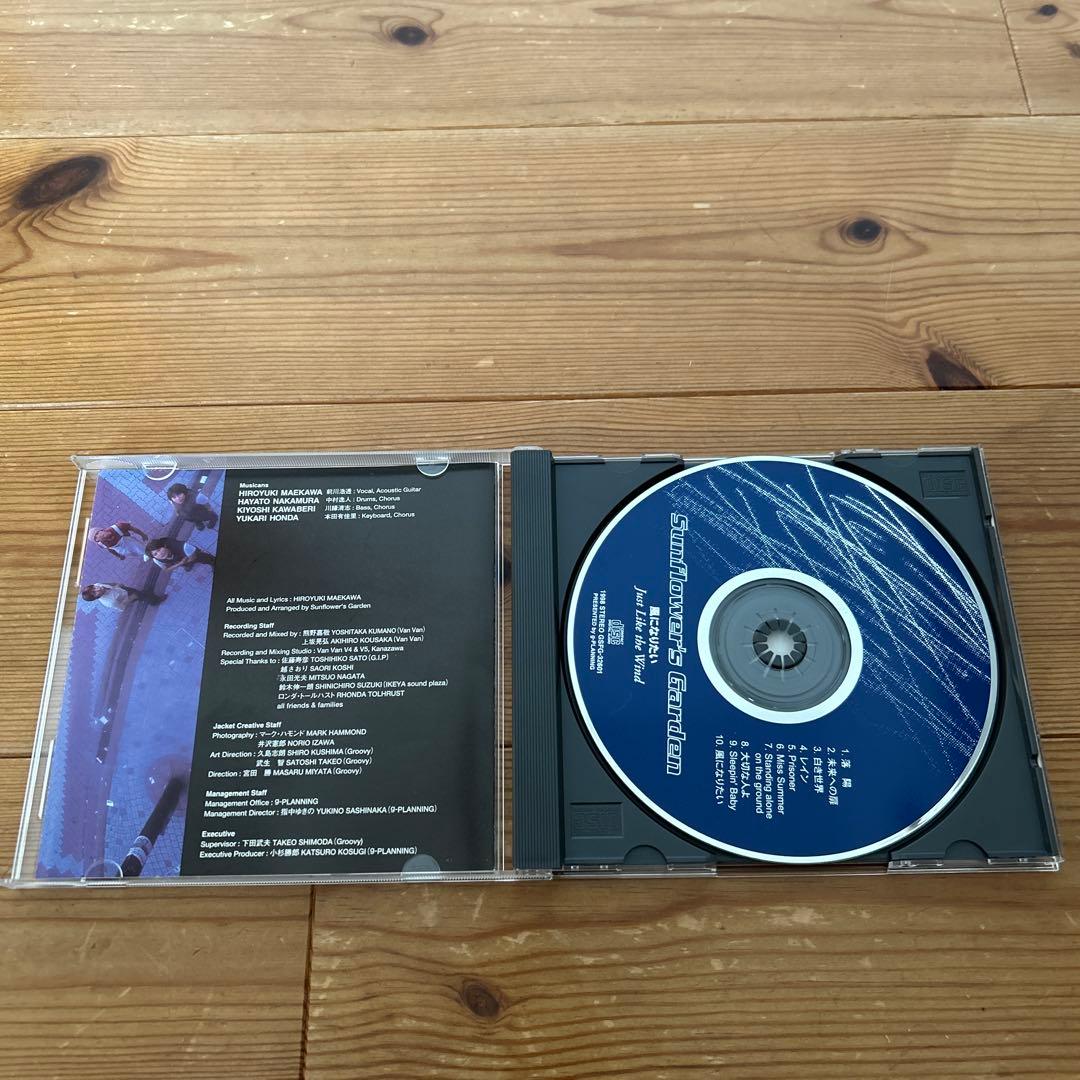 Musicans
HIROYUKI MAEKAWA 前川浩透 : Vocal, Acoustic Guitar
HAYATO NAKAMURA 中村逸人 : Drums, Chorus
KIYOSHI KAWABERI 川縁清志 : Bass, Chorus
YUKARI HONDA 本田有佳里 : Keyboard, Chorus
All Music and Lyrics : HIROYUKI MAEKAWA
Produced and Arranged by Sunflower's Garden
Recording Staff
Recorded and Mixed by : 熊野嘉敬 YOSHITAKA KUMANO (Van Van)
上坂亮弘 AKIHIRO KOUSAKA (Van Van)
Recording and Mixing Studio : Van Van V4 & V5, Kanazawa
Special Thanks to : 佐藤寿彦 TOSHIHIKO SATO (G.I.P)
越さおり SAORI KOSHI
永田光夫 MITSUO NAGATA
鈴木伸一朗 SHINICHIRO SUZUKI (IKEYA sound plaza)
ロンダ・トールハスト RHONDA TOLHRUST
all friends & families
Jacket Creative Staff
Photography : マーク・ハモンド MARK HAMMOND
井沢憲郎 NORIO IZAWA
Art Direction : 久島志朗 SHIRO KUSHIMA (Groovy)
武生 智 SATOSHI TAKEO (Groovy)
Direction : 宮田 勝 MASARU MIYATA (Groovy)
Management Staff
Management Office : 9-PLANNING
Management Director : 指中ゆきの YUKINO SASHINAKA (9-PLANNING)
Executive
Supervisor : 下田武夫 TAKEO SHIMODA (Groovy)
Executive Producer : 小杉勝郎 KATSURO KOSUGI (9-PLANNING)
Sunflower's Garden
風になりたい
Just Like the Wind
COMPACT disc DIGITAL AUDIO
1998 STEREO GSFG-32601
PRESENTED by 9-PLANNING
1. 落 陽
2. 未来への扉
3. 白き世界
4. レイン
5. Prisoner
6. Miss Summer
7. Standing alone
on the ground
8. 大切な人よ
9. Sleepin' Baby
10. 風になりたい